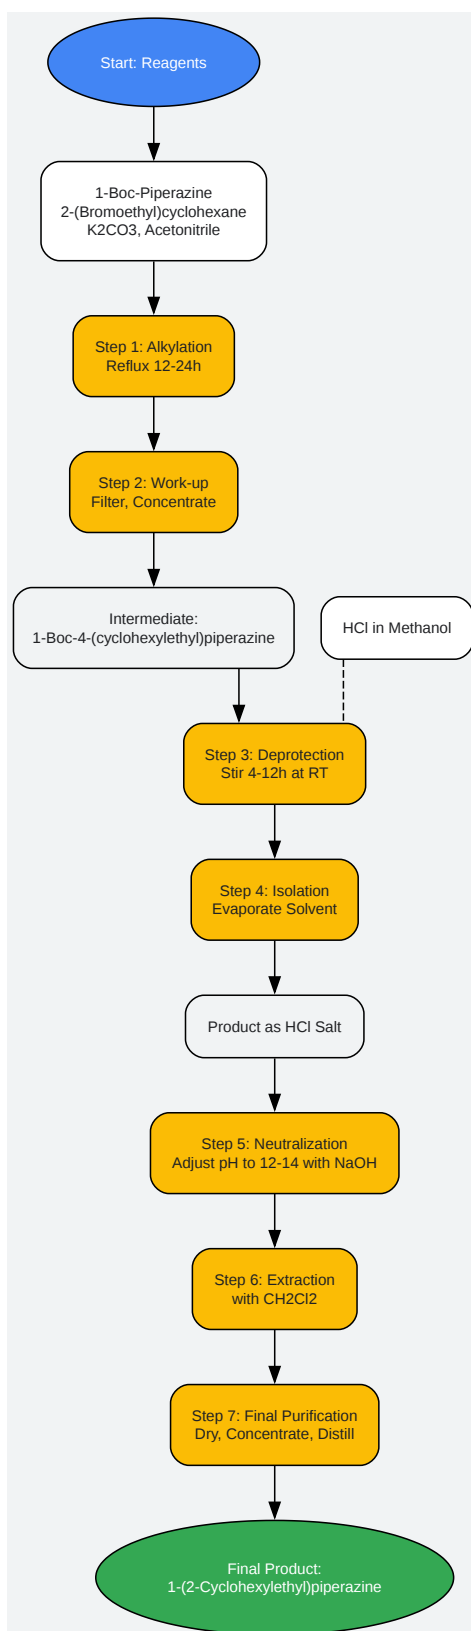 Start: Reagents
1-Boc-Piperazine
2-(Bromoethyl)cyclohexane
K2CO3, Acetonitrile
Step 1: Alkylation
Reflux 12-24h
Step 2: Work-up
Filter, Concentrate
Intermediate:
1-Boc-4-(cyclohexylethyl)piperazine
HCl in Methanol
Step 3: Deprotection
Stir 4-12h at RT
Step 4: Isolation
Evaporate Solvent
Product as HCl Salt
Step 5: Neutralization
Adjust pH to 12-14 with NaOH
Step 6: Extraction
with CH2Cl2
Step 7: Final Purification
Dry, Concentrate, Distill
Final Product:
1-(2-Cyclohexylethyl)piperazine